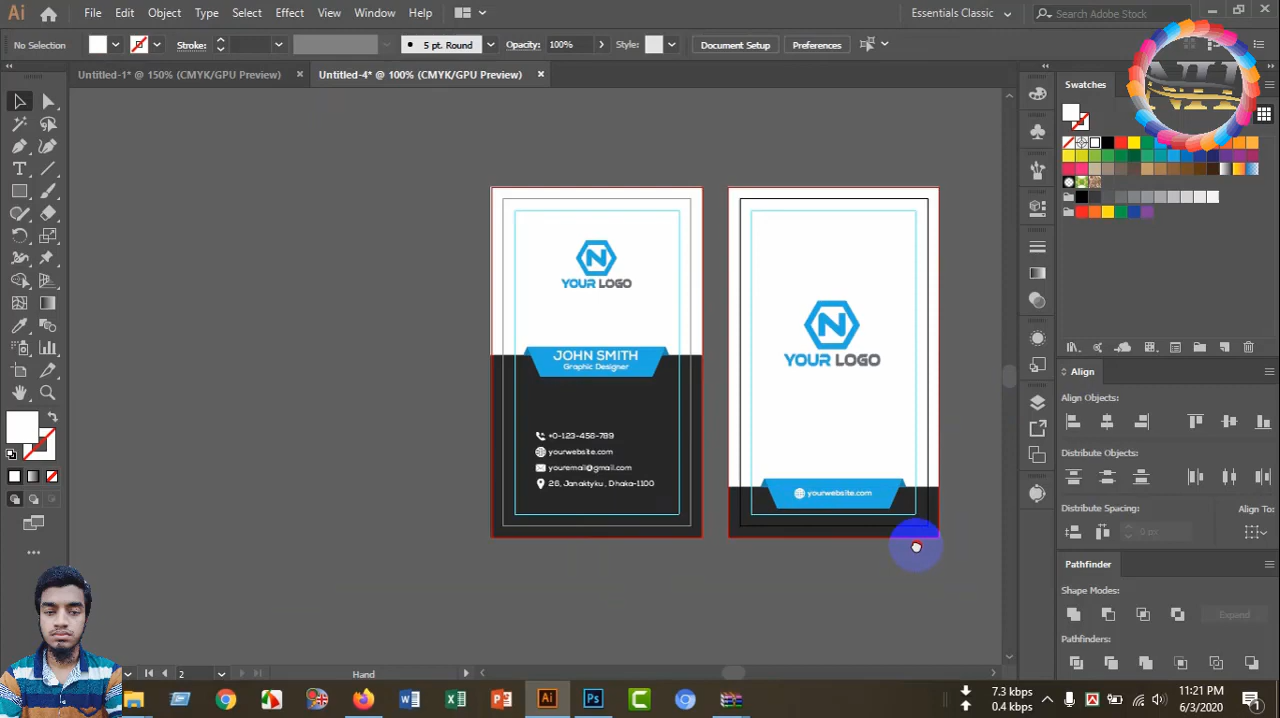 Ai File Edit Object Type Select Effect View Window Help Essentials Classic Search Adobe Stock
No Selection Stroke: 5 pt. Round Opacity: 100% Style: Document Setup Preferences
Untitled-1* @ 150% (CMYK/GPU Preview) Untitled-4* @ 100% (CMYK/GPU Preview)
Swatches
N
YOUR LOGO
JOHN SMITH
Graphic Designer
+0-123-456-789
yourwebsite.com
youremail@gmail.com
26, Janaktyku , Dhaka-1100
N
YOUR LOGO
yourwebsite.com
Align
Align Objects:
Distribute Objects:
Distribute Spacing: Align To:
0 px
Pathfinder
Shape Modes:
Expand
Pathfinders:
2 Hand
7.3 kbps
0.4 kbps
11:21 PM
6/3/2020